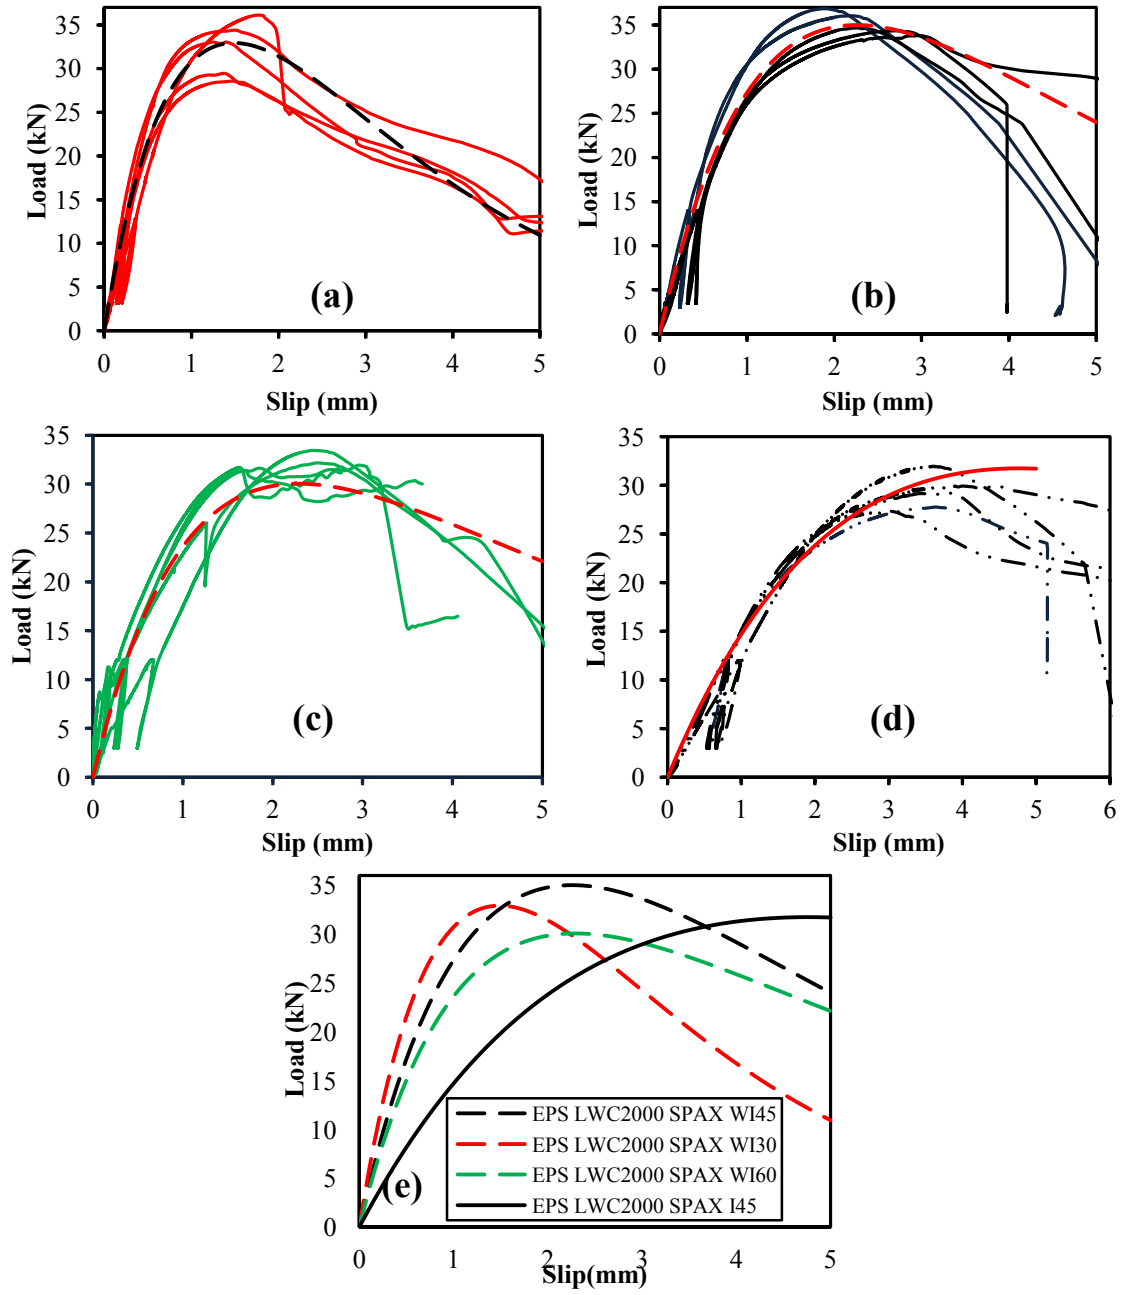 35
30
25
20
15
10
5
0
Load (kN)
(a)
0 1 2 3 4 5
Slip (mm)
35
30
25
20
15
10
5
0
Load (kN)
(b)
0 1 2 3 4 5
Slip (mm)
35
30
25
20
15
10
5
0
Load (kN)
(c)
0 1 2 3 4 5
Slip (mm)
35
30
25
20
15
10
5
0
Load (kN)
(d)
0 1 2 3 4 5 6
Slip (mm)
35
30
25
20
15
10
5
0
Load (kN)
EPS LWC2000 SPAX WI45
EPS LWC2000 SPAX WI30
EPS LWC2000 SPAX WI60
EPS LWC2000 SPAX I45
(e)
0 1 2 3 4 5
Slip(mm)